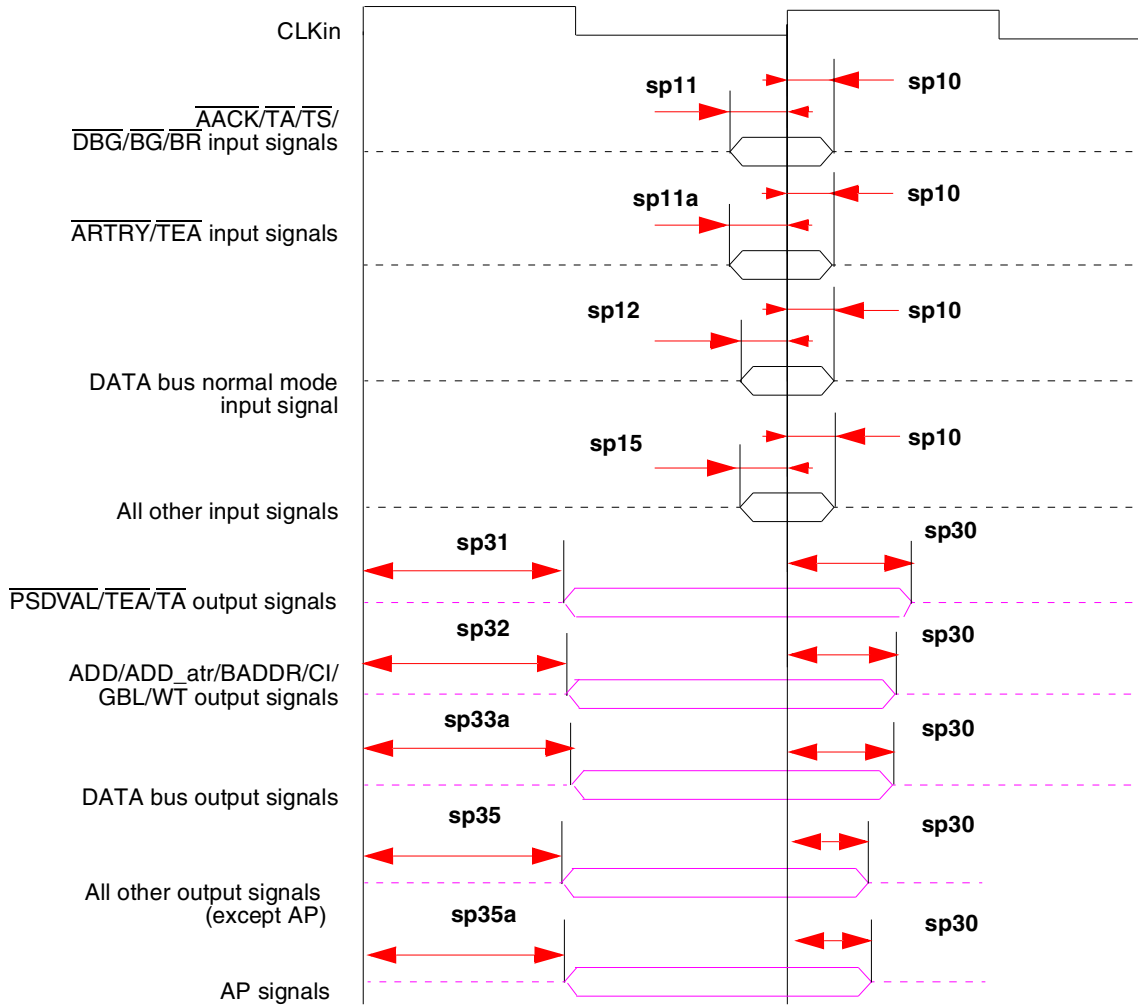 CLKin
sp11
sp10
AACK/TA/TS/
DBG/BG/BR input signals
sp11a
sp10
ARTRY/TEA input signals
sp12
sp10
DATA bus normal mode
input signal
sp15
sp10
All other input signals
sp31
sp30
PSDVAL/TEA/TA output signals
sp32
sp30
ADD/ADD_atr/BADDR/CI/
GBL/WT output signals
sp33a
sp30
DATA bus output signals
sp35
sp30
All other output signals
(except AP)
sp35a
sp30
AP signals